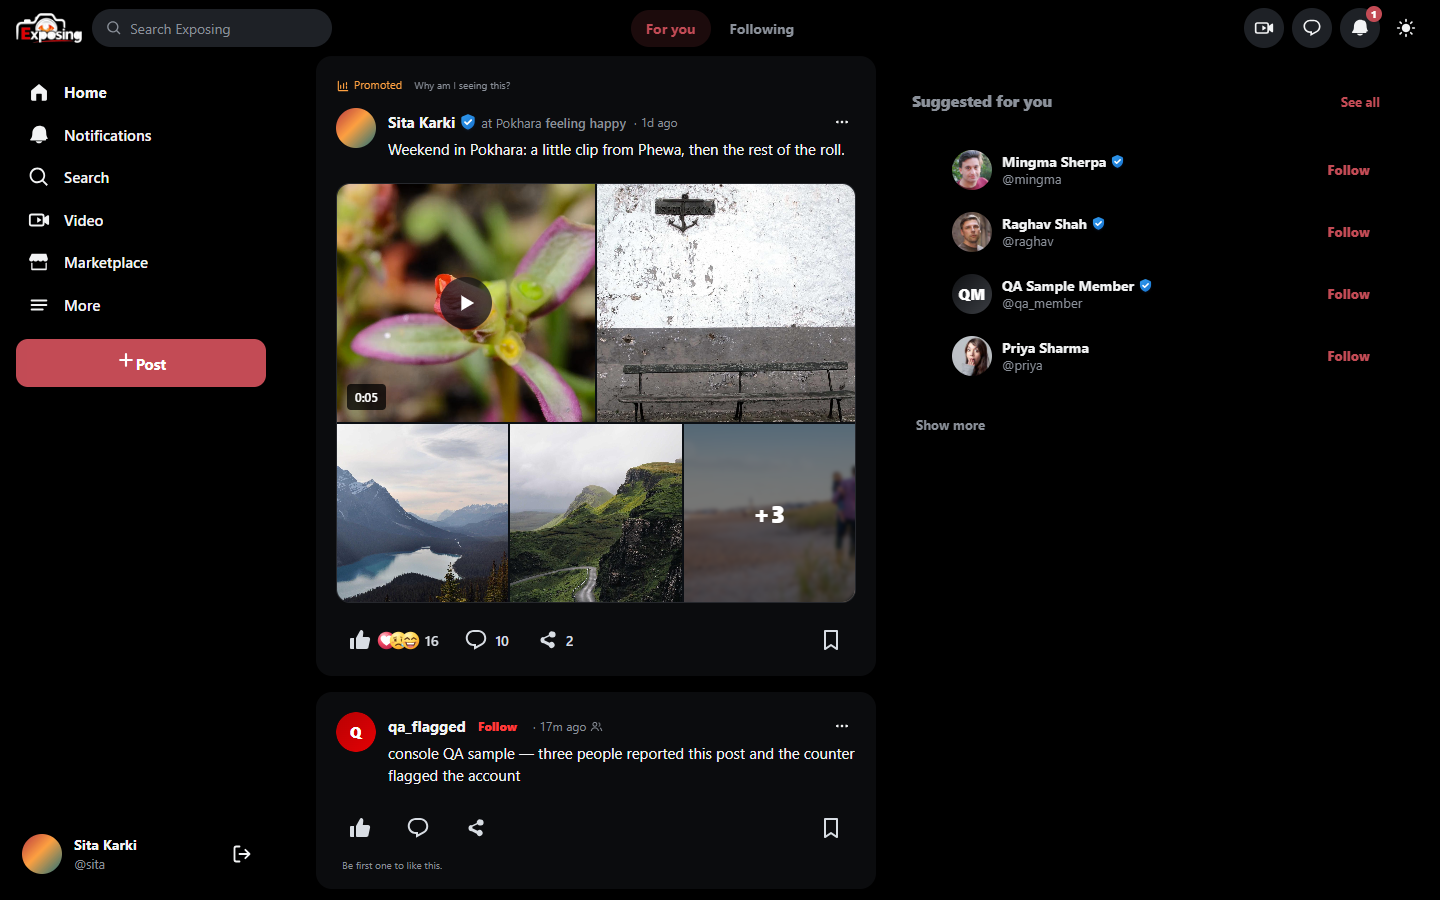 Exposing
Search Exposing
For you
Following
1
Home
Notifications
Search
Video
Marketplace
More
+ Post
Promoted Why am I seeing this?
Sita Karki at Pokhara feeling happy · 1d ago
Weekend in Pokhara: a little clip from Phewa, then the rest of the roll.
0:05
+3
16 10 2
qa_flagged Follow · 17m ago
Q
console QA sample — three people reported this post and the counter
flagged the account
Be first one to like this.
Suggested for you See all
Mingma Sherpa
@mingma
Follow
Raghav Shah
@raghav
Follow
QM
QA Sample Member
@qa_member
Follow
Priya Sharma
@priya
Follow
Show more
Sita Karki
@sita